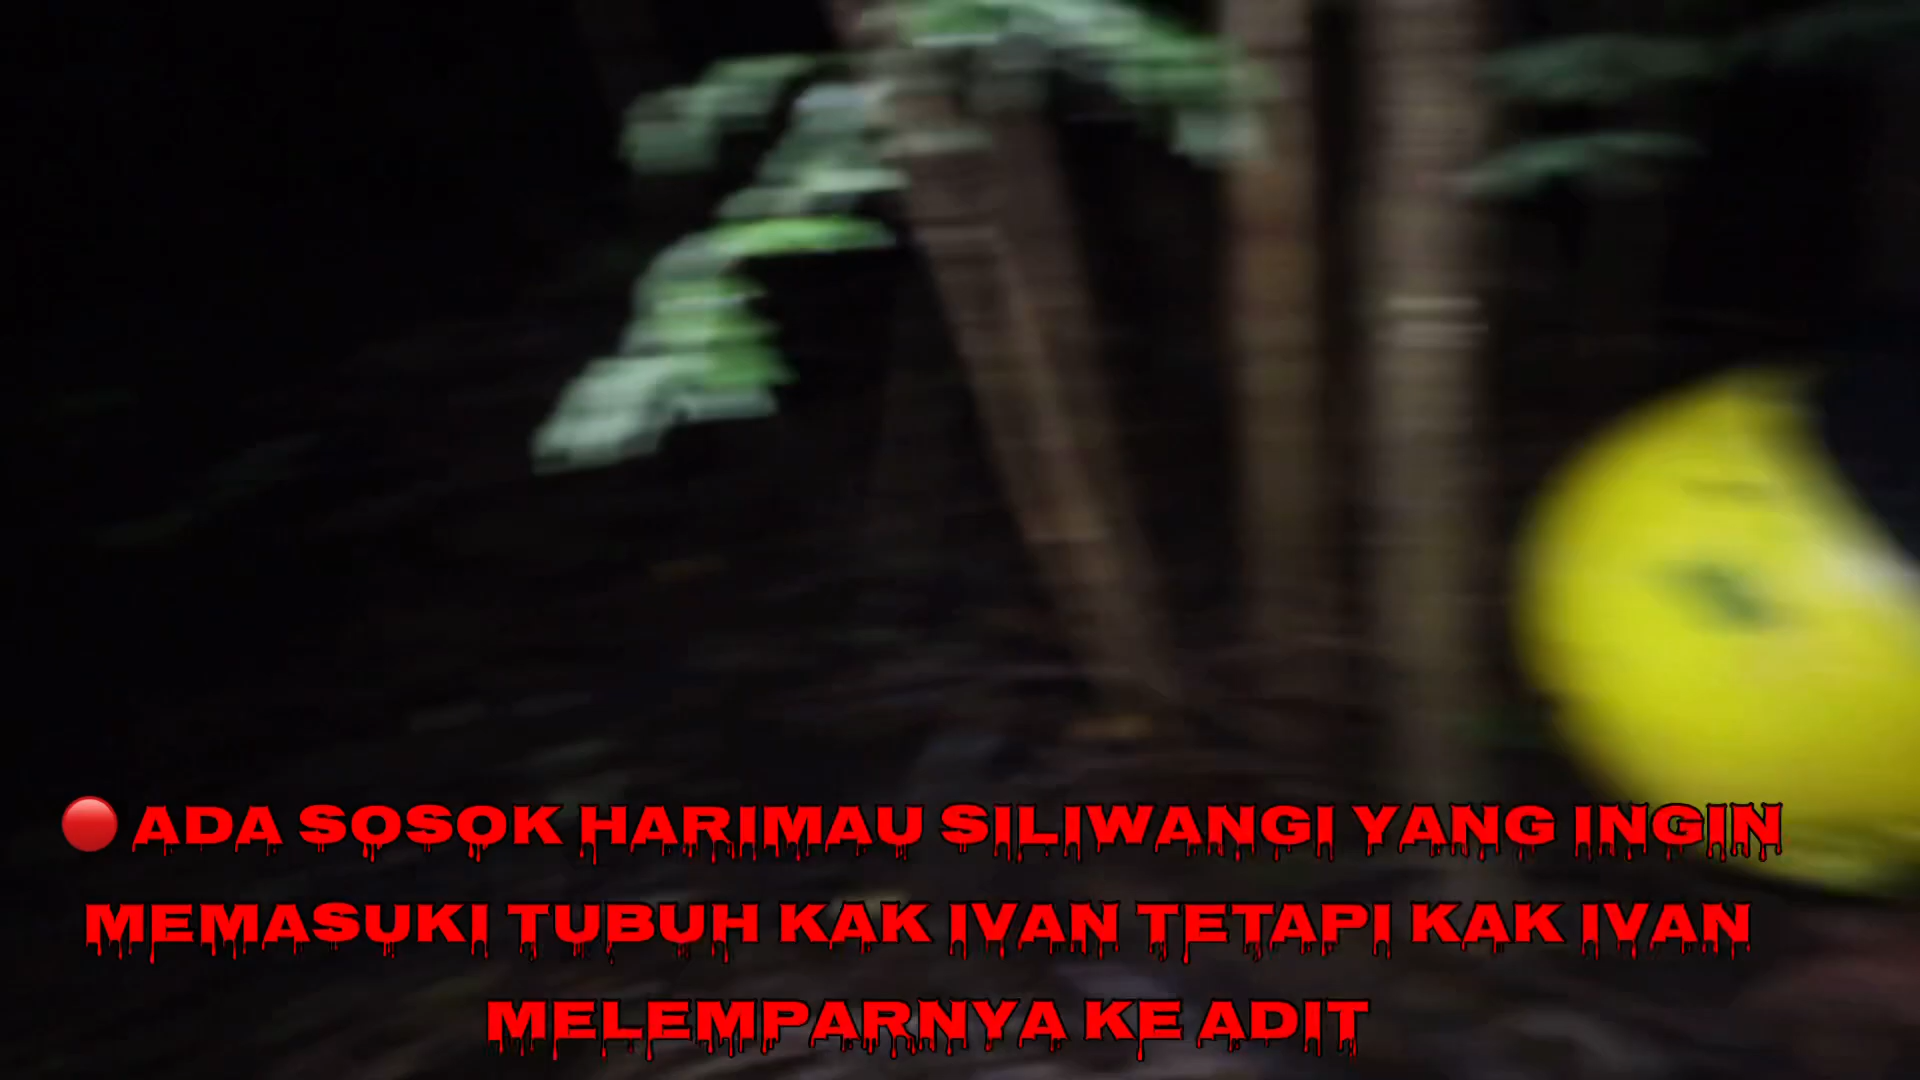 🔴 ADA SOSOK HARIMAU SILIWANGI YANG INGIN
MEMASUKI TUBUH KAK IVAN TETAPI KAK IVAN
MELEMPARNYA KE ADIT